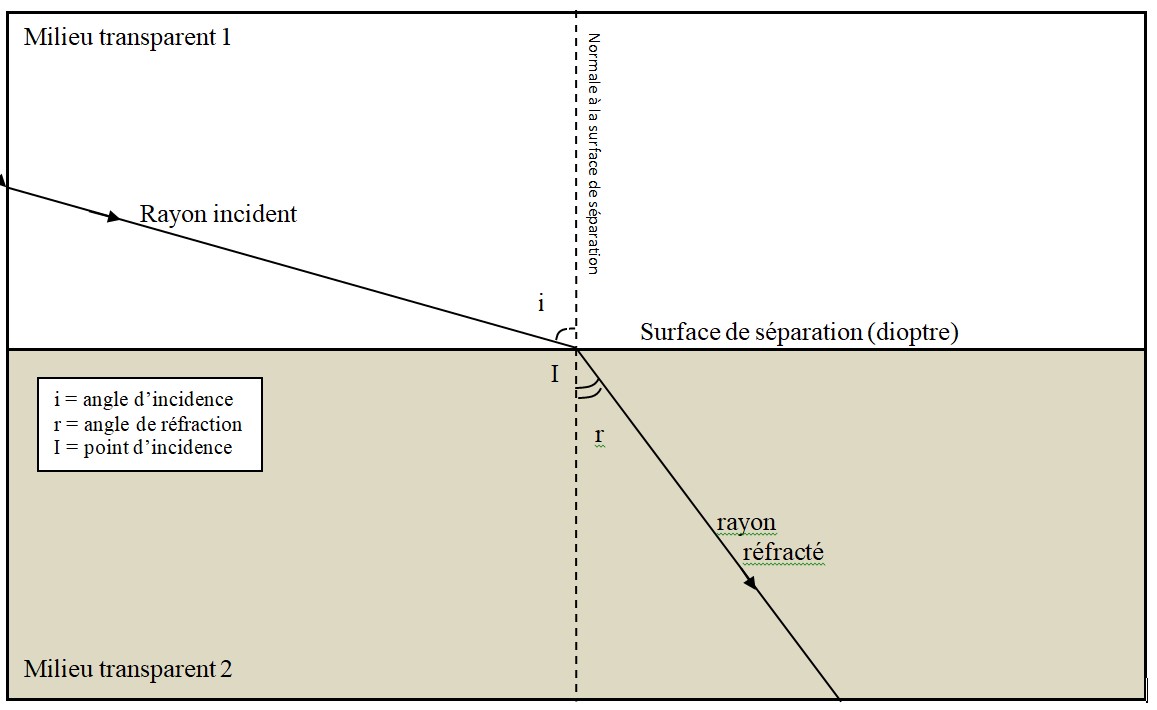 Milieu transparent 1
Normale à la surface de séparation
Rayon incident
i
Surface de séparation (dioptre)
I
i = angle d’incidence
r = angle de réfraction
I = point d’incidence
r
rayon
réfracté
Milieu transparent 2